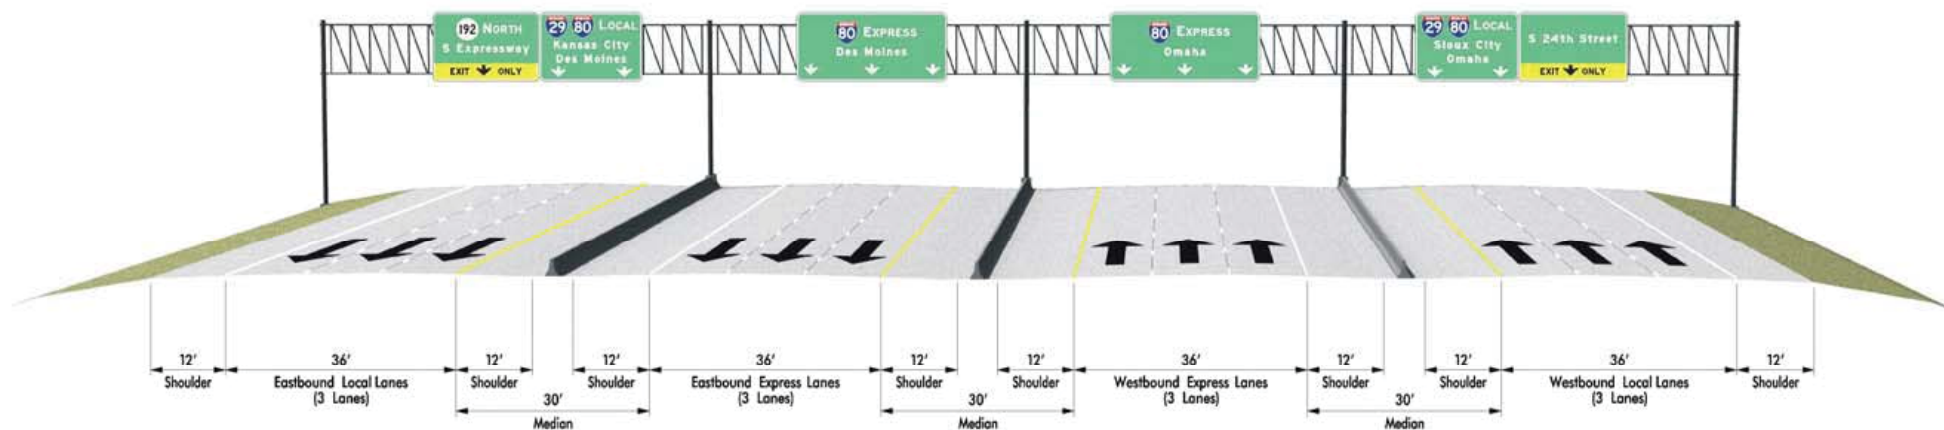 192 NORTH
S Expressway
EXIT ONLY
29 80 LOCAL
Kansas City
Des Moines
80 EXPRESS
Des Moines
80 EXPRESS
Omaha
29 80 LOCAL
Sioux City
Omaha
S 24th Street
EXIT ONLY
12' 36' 12' 12' 36' 12' 12' 36' 12' 12' 36' 12'
Shoulder Eastbound Local Lanes Shoulder Shoulder Eastbound Express Lanes Shoulder Shoulder Westbound Express Lanes Shoulder Shoulder Westbound Local Lanes Shoulder
(3 Lanes) (3 Lanes) (3 Lanes) (3 Lanes)
30' 30' 30'
Median Median Median